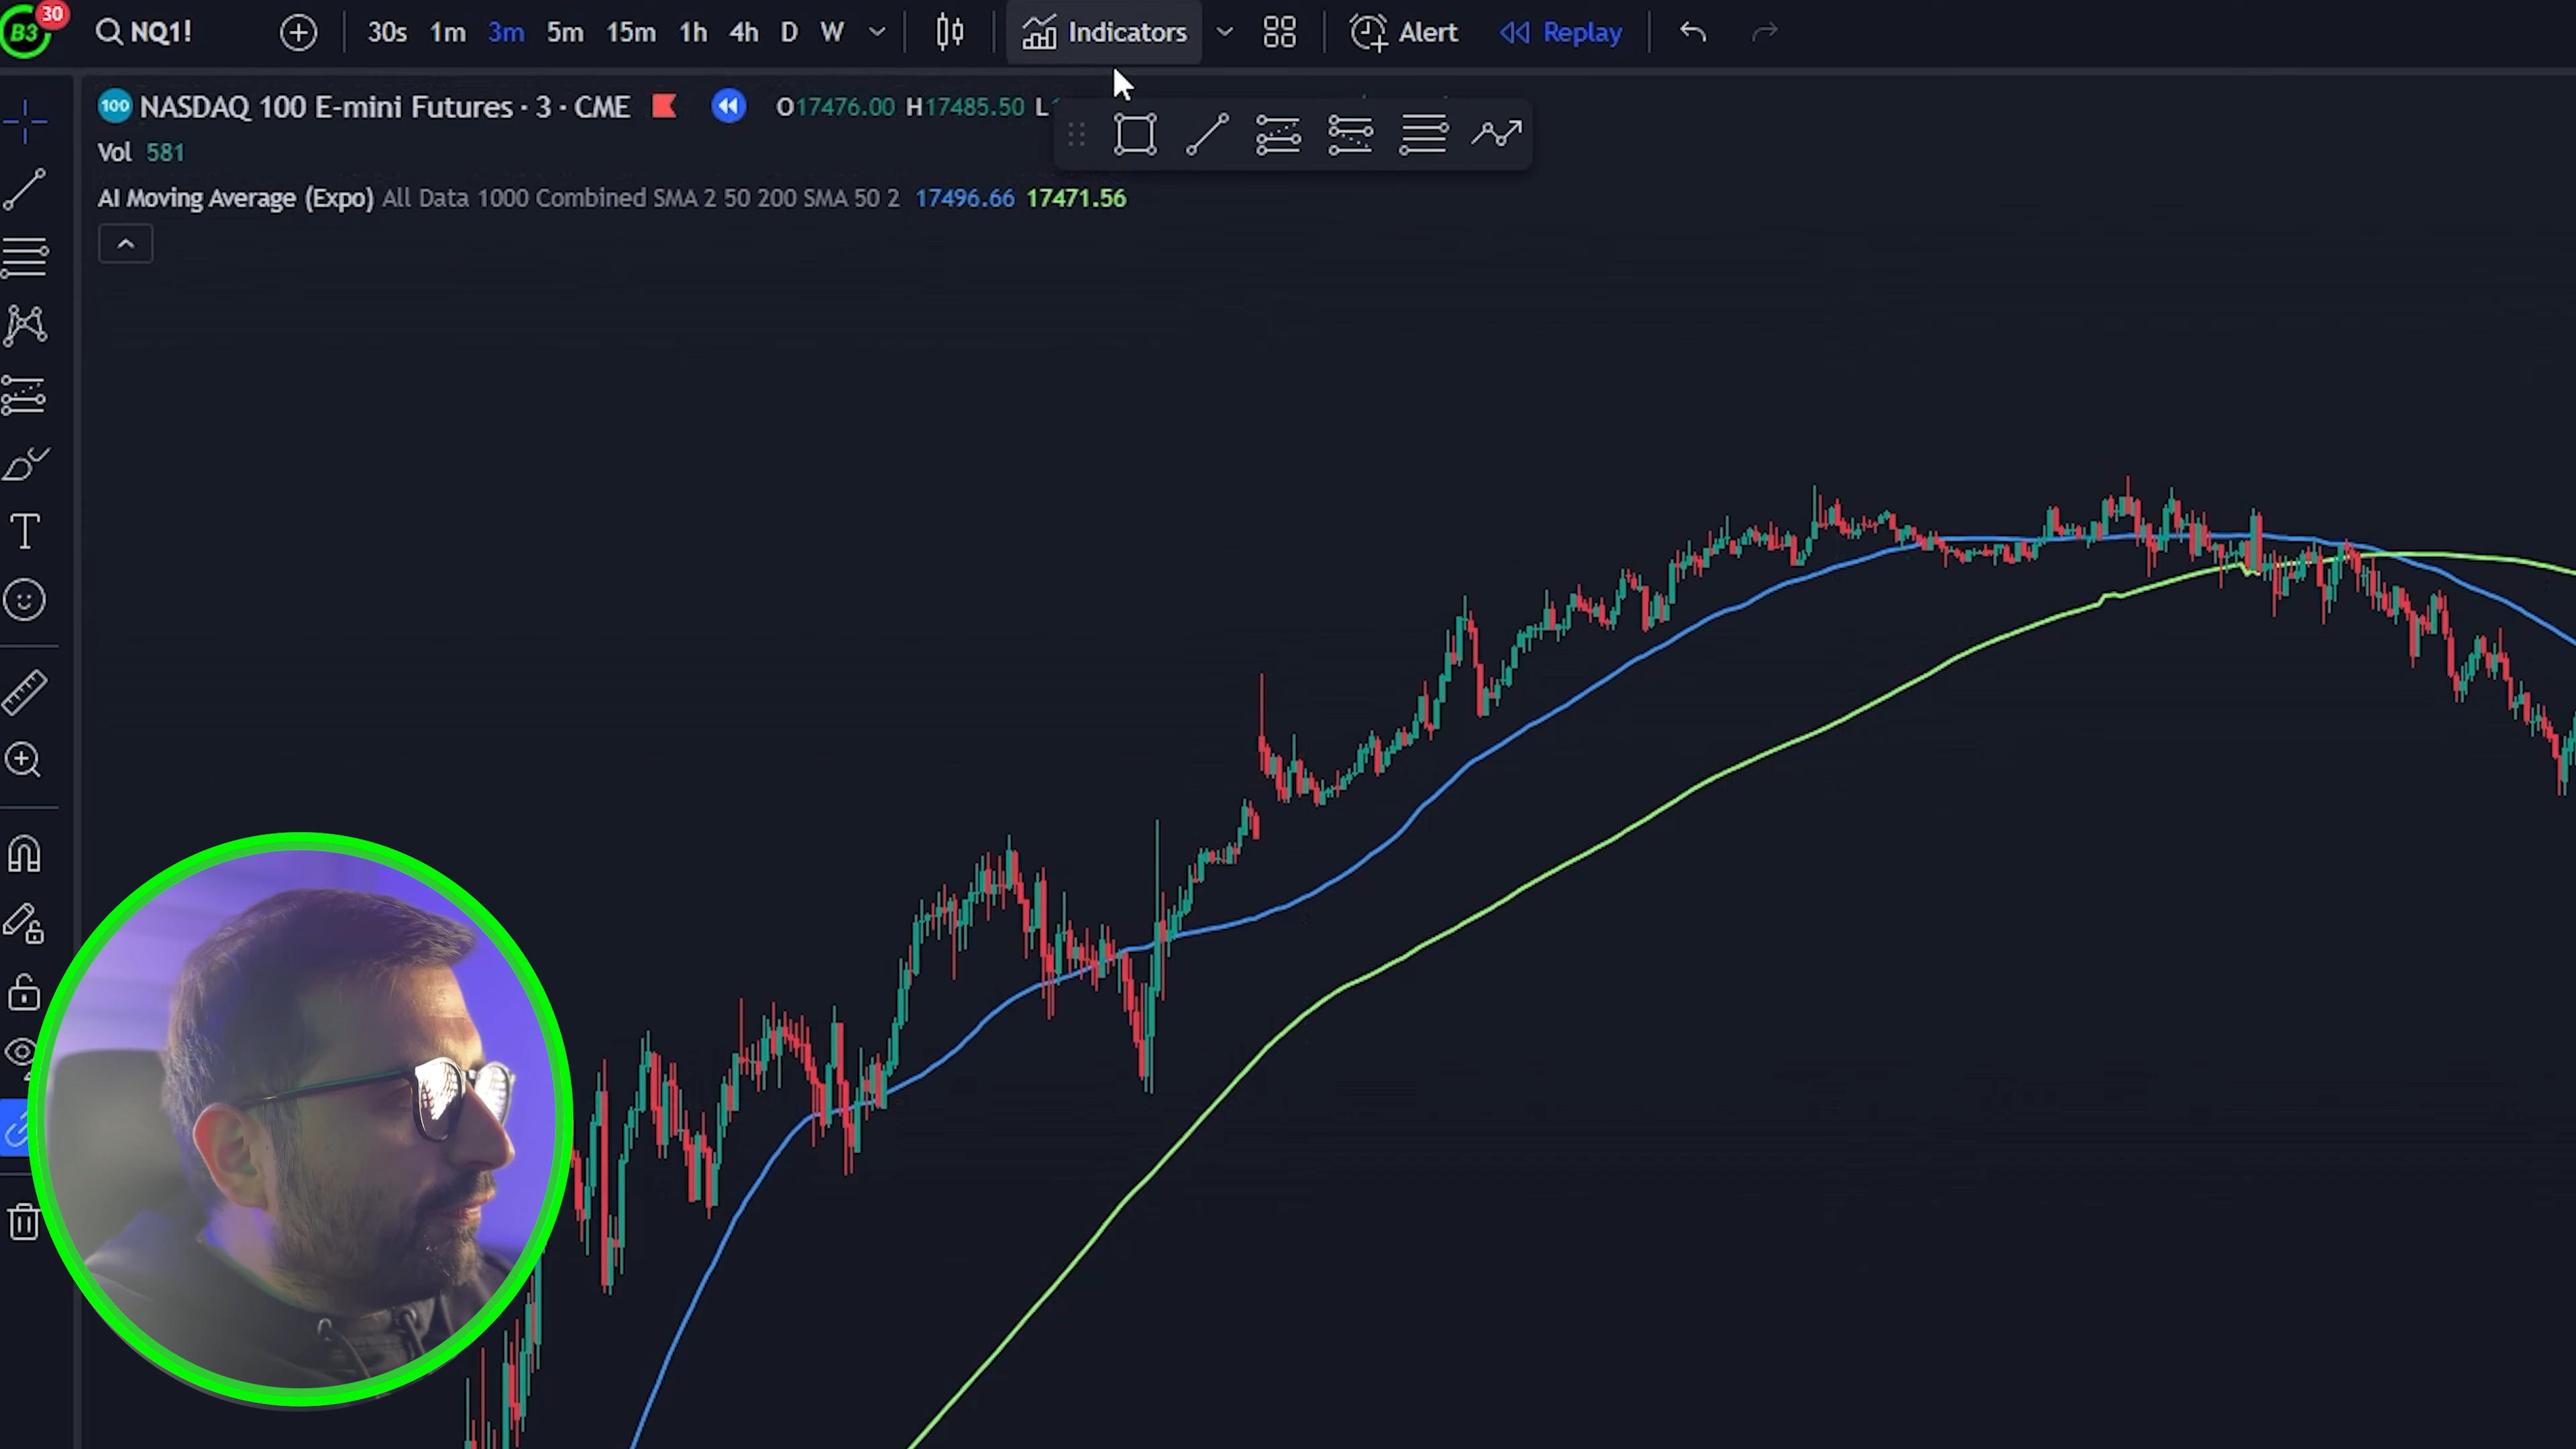 B3 30 NQ1! 30s 1m 3m 5m 15m 1h 4h D W Indicators Alert Replay
100 NASDAQ 100 E-mini Futures · 3 · CME O17476.00 H17485.50 L
Vol 581
AI Moving Average (Expo) All Data 1000 Combined SMA 2 50 200 SMA 50 2 17496.66 17471.56
T